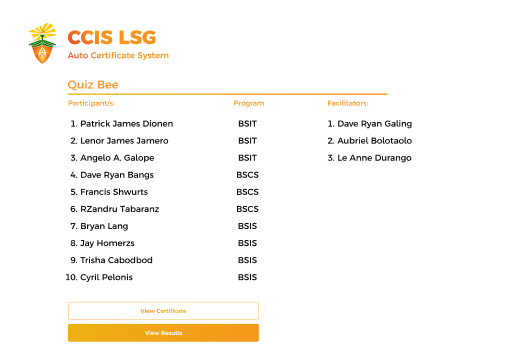 CCIS LSG
Auto Certificate System
Quiz Bee
Participant/s: Program Facilitators:
1. Patrick James Dionen BSIT 1. Dave Ryan Galing
2. Lenor James Jamero BSIT 2. Aubriel Bolotaolo
3. Angelo A. Galope BSIT 3. Le Anne Durango
4. Dave Ryan Bangs BSCS
5. Francis Shwurts BSCS
6. RZandru Tabaranz BSCS
7. Bryan Lang BSIS
8. Jay Homerzs BSIS
9. Trisha Cabodbod BSIS
10. Cyril Pelonis BSIS
View Certificate
View Results